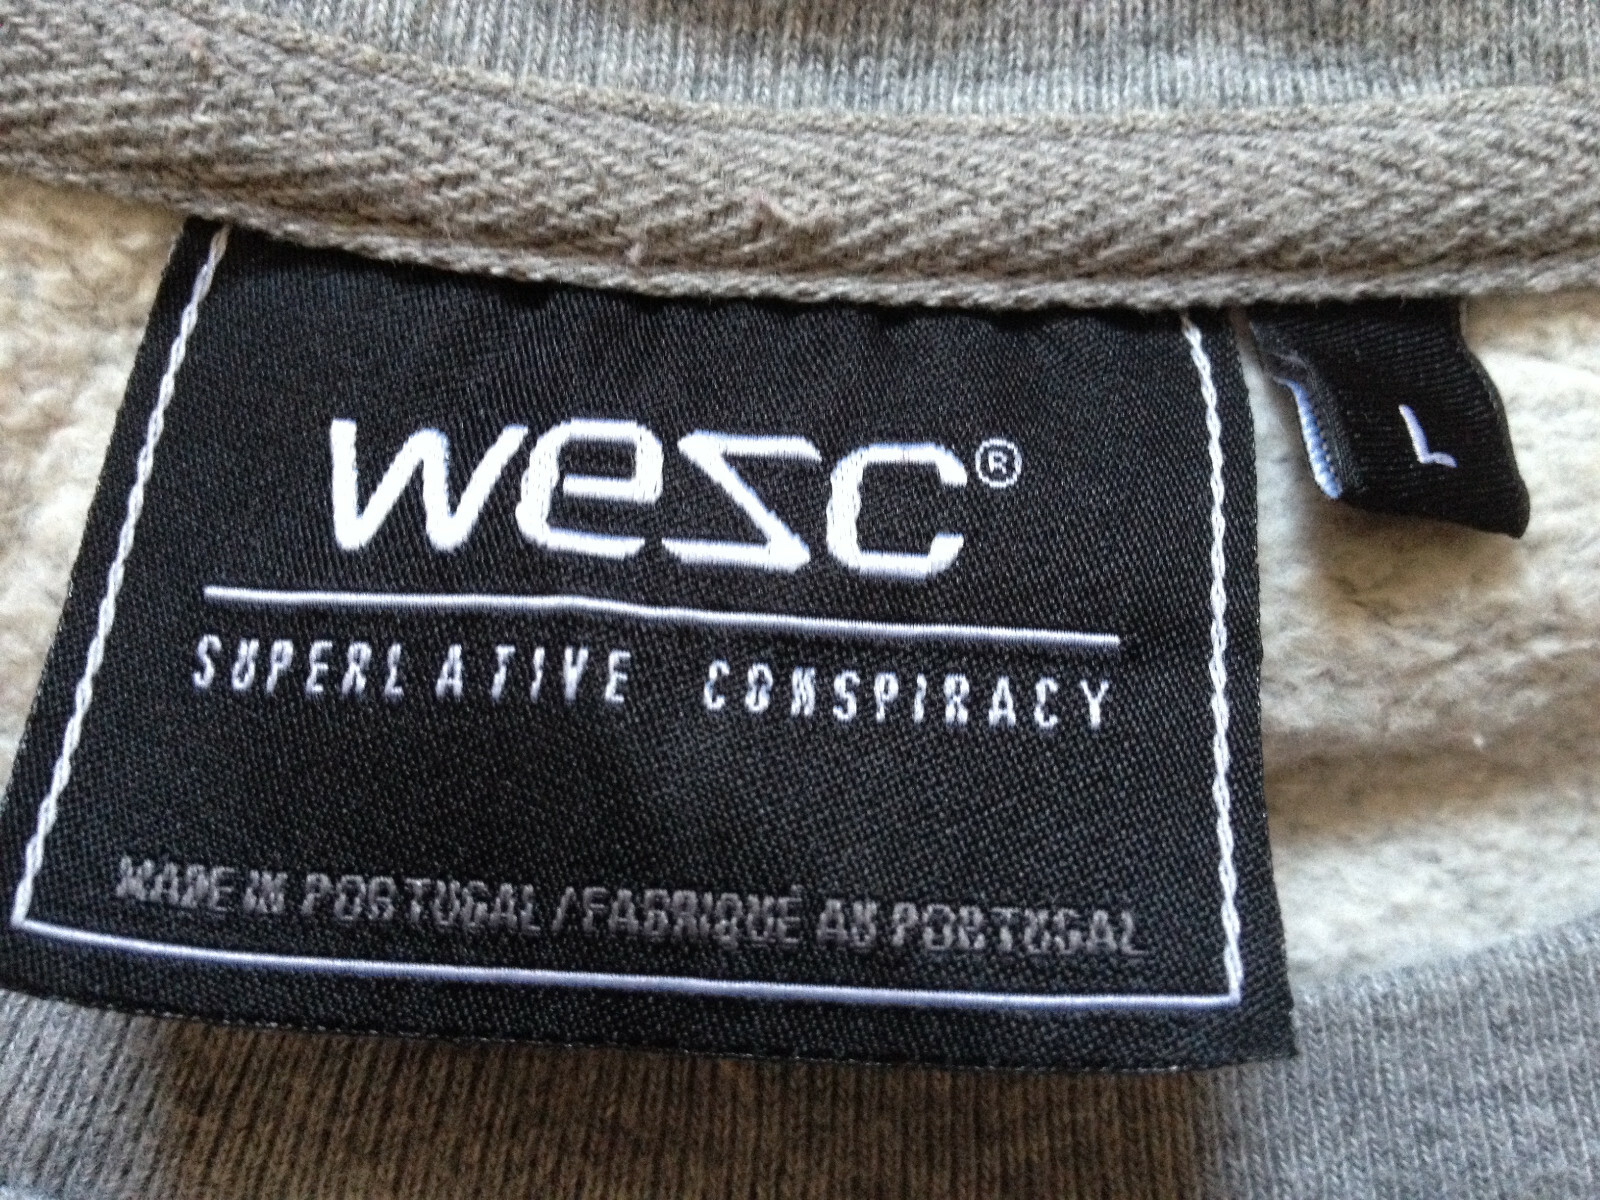 wesc®
L
SUPERLATIVE CONSPIRACY
MADE IN PORTUGAL / FABRIQUÉ AU PORTUGAL